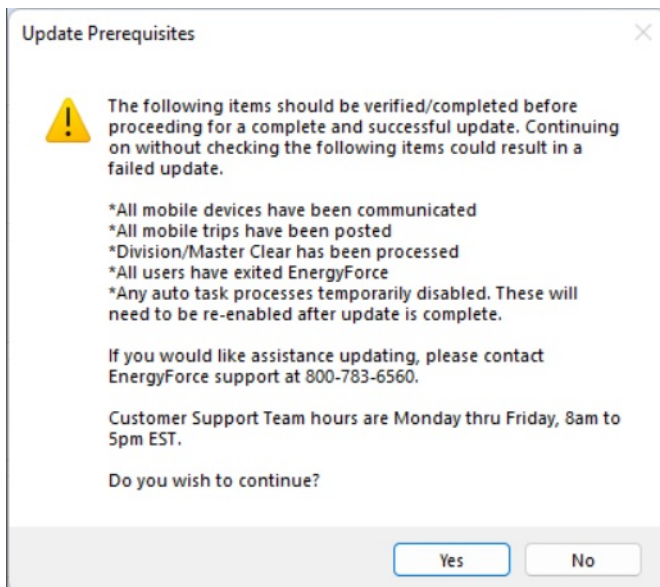 Update Prerequisites
The following items should be verified/completed before
proceeding for a complete and successful update. Continuing
on without checking the following items could result in a
failed update.
*All mobile devices have been communicated
*All mobile trips have been posted
*Division/Master Clear has been processed
*All users have exited EnergyForce
*Any auto task processes temporarily disabled. These will
need to be re-enabled after update is complete.
If you would like assistance updating, please contact
EnergyForce support at 800-783-6560.
Customer Support Team hours are Monday thru Friday, 8am to
5pm EST.
Do you wish to continue?
Yes
No